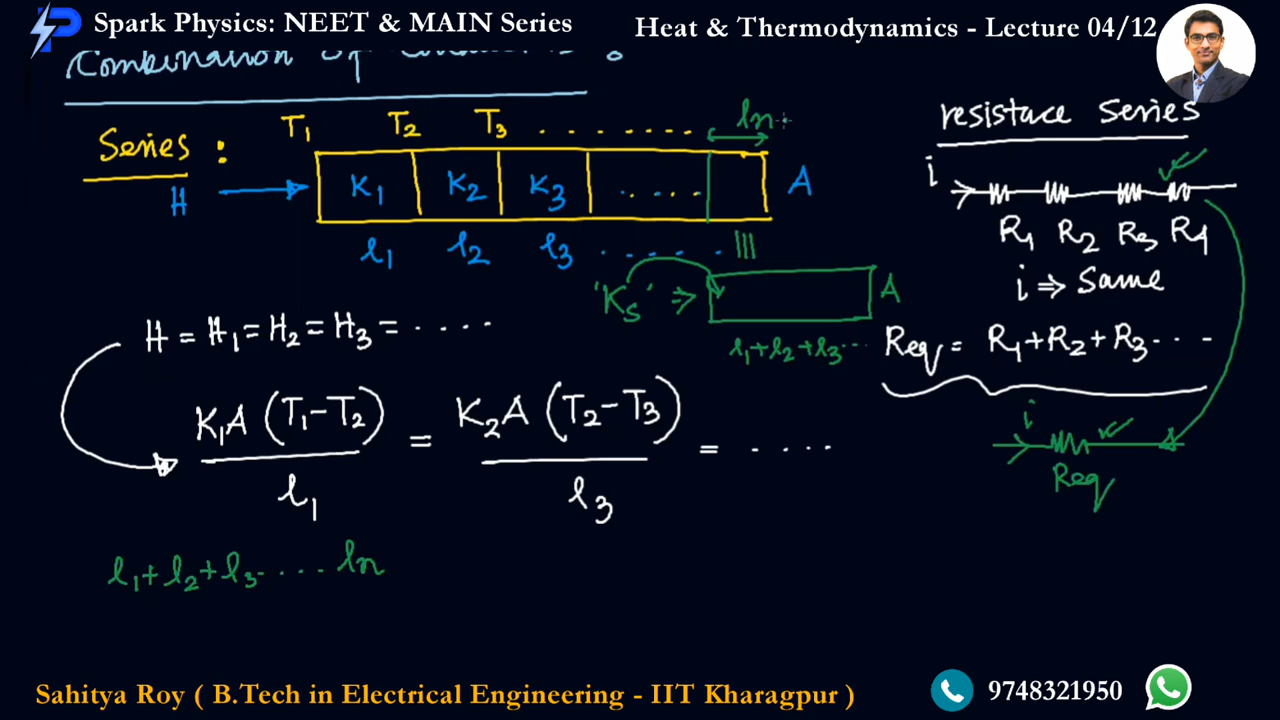 Spark Physics: NEET & MAIN Series
Heat & Thermodynamics - Lecture 04/12
Combination of
Series :
T1 T2 T3 ........
ln
H
K1 K2 K3 .....
A
l1 l2 l3 ......
'Ks' ⇒
A
l1+l2+l3...
H = H1 = H2 = H3 = .....
K1A (T1-T2) / l1 = K2A (T2-T3) / l3 = ....
l1+l2+l3..... ln
resistace Series
i
R1 R2 R3 R4
i ⇒ Same
Req = R1+R2+R3....
i
Req
Sahitya Roy ( B.Tech in Electrical Engineering - IIT Kharagpur )
9748321950